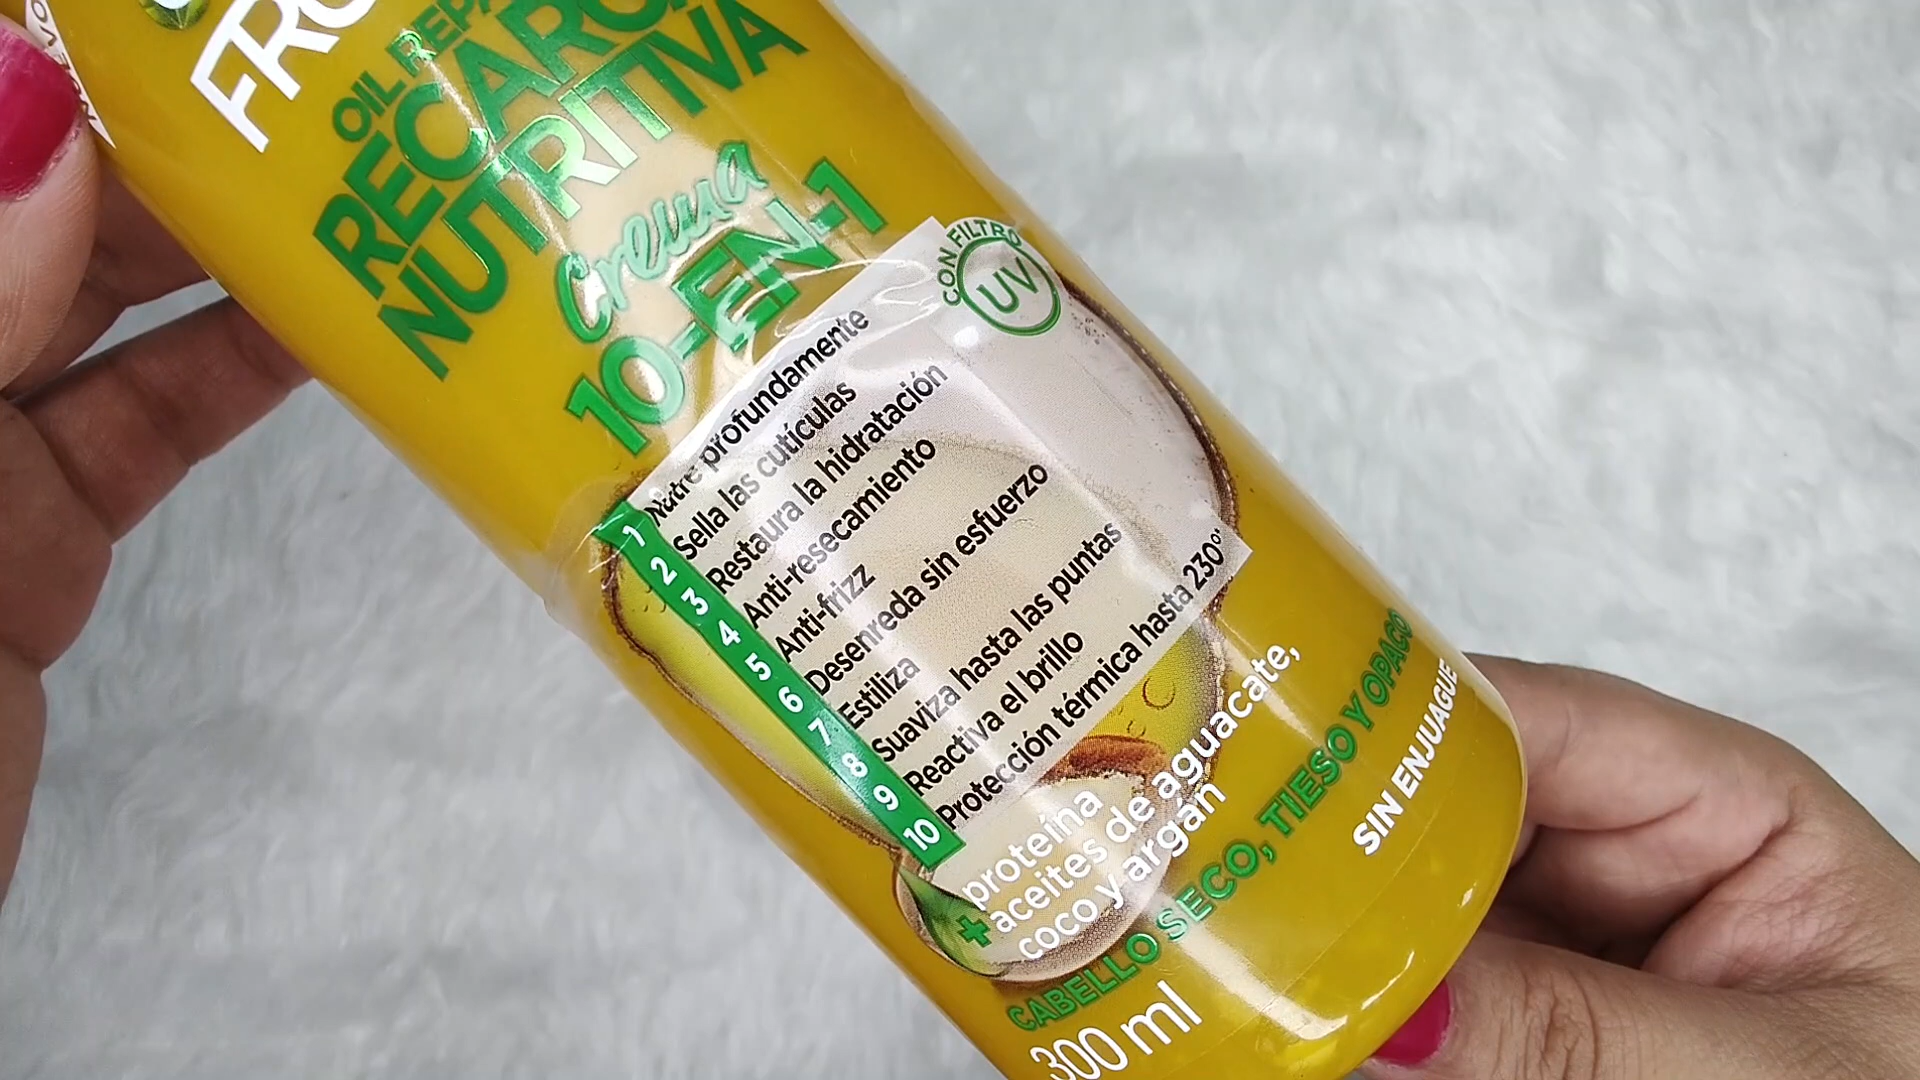 OIL
RECARG
NUTRITIVA
Crema
10-EN-1
CON FILTRO
UV
1 Nutre profundamente
2 Sella las cutículas
3 Restaura la hidratación
4 Anti-resecamiento
5 Anti-frizz
6 Desenreda sin esfuerzo
7 Estiliza
8 Suaviza hasta las puntas
9 Reactiva el brillo
10 Protección térmica hasta 230°
proteína
+ aceites de aguacate,
coco y argán
CABELLO SECO, TIESO Y OPACO
SIN ENJUAGUE
300 ml